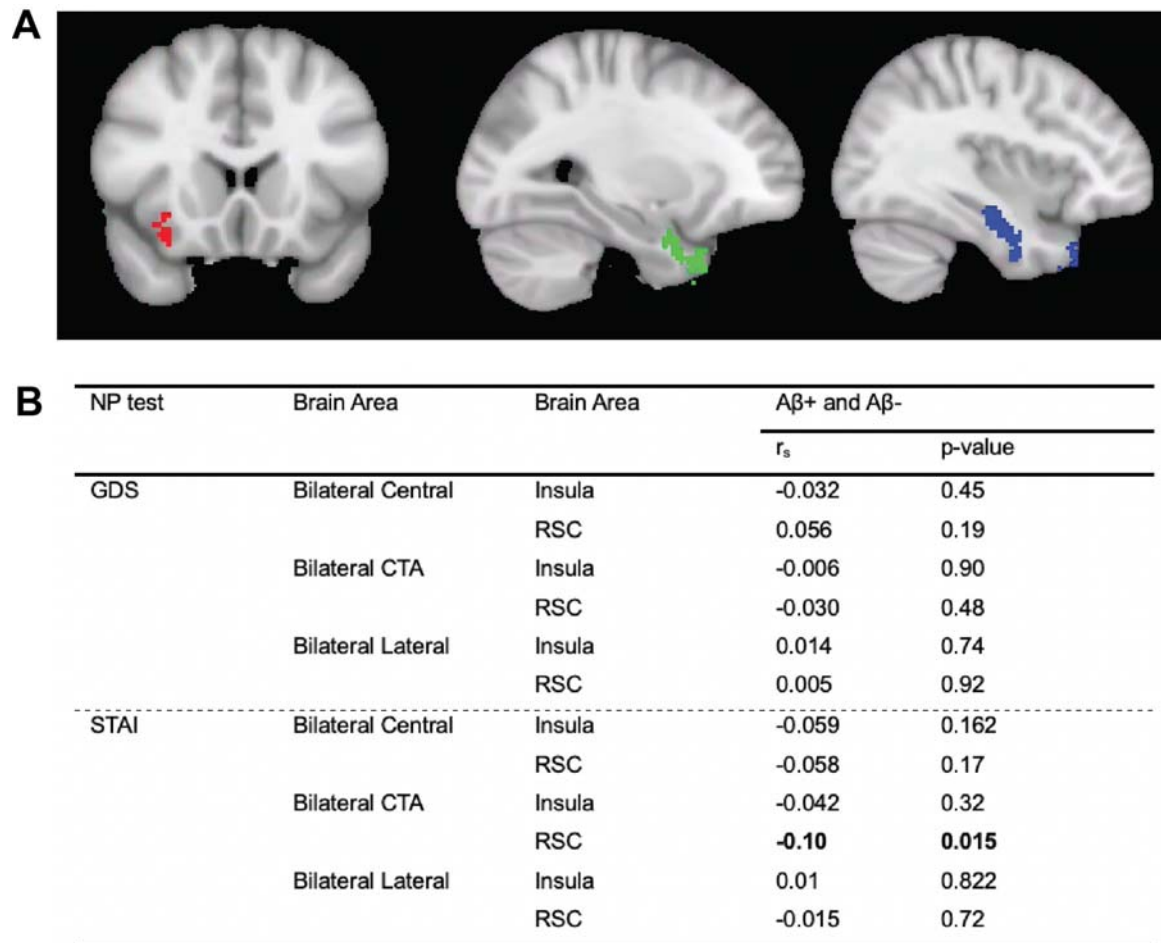 A
B
NP test Brain Area Brain Area Aβ+ and Aβ-
rs p-value
GDS Bilateral Central Insula -0.032 0.45
RSC 0.056 0.19
Bilateral CTA Insula -0.006 0.90
RSC -0.030 0.48
Bilateral Lateral Insula 0.014 0.74
RSC 0.005 0.92
STAI Bilateral Central Insula -0.059 0.162
RSC -0.058 0.17
Bilateral CTA Insula -0.042 0.32
RSC -0.10 0.015
Bilateral Lateral Insula 0.01 0.822
RSC -0.015 0.72